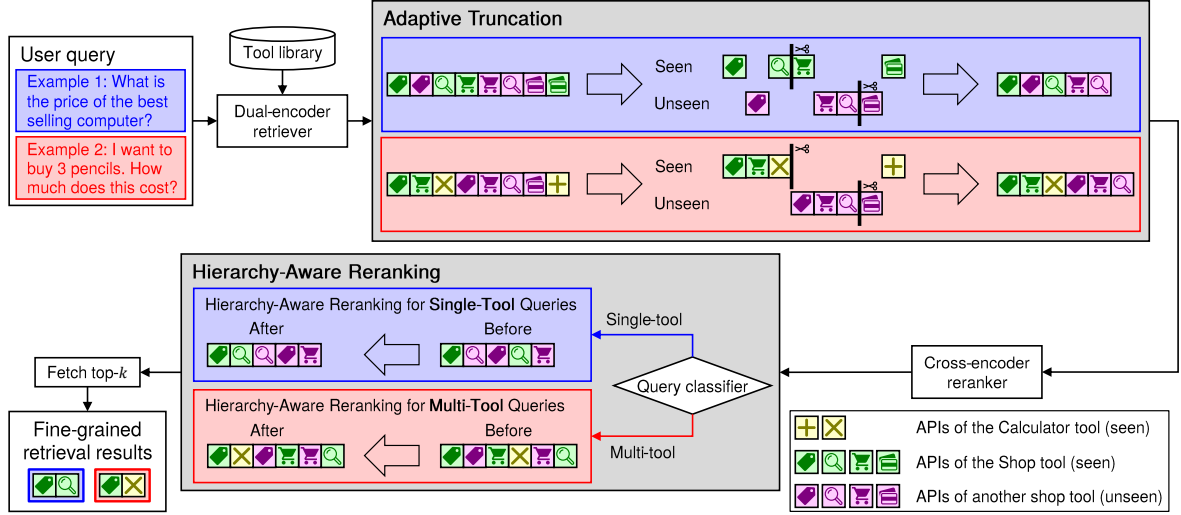 Adaptive Truncation
User query
Example 1: What is
the price of the best
selling computer?
Example 2: I want to
buy 3 pencils. How
much does this cost?
Tool library
Dual-encoder
retriever
Seen
Unseen
Seen
Unseen
Hierarchy-Aware Reranking
Hierarchy-Aware Reranking for Single-Tool Queries
After
Before
Hierarchy-Aware Reranking for Multi-Tool Queries
After
Before
Single-tool
Query classifier
Multi-tool
Cross-encoder
reranker
Fetch top-k
Fine-grained
retrieval results
APIs of the Calculator tool (seen)
APIs of the Shop tool (seen)
APIs of another shop tool (unseen)